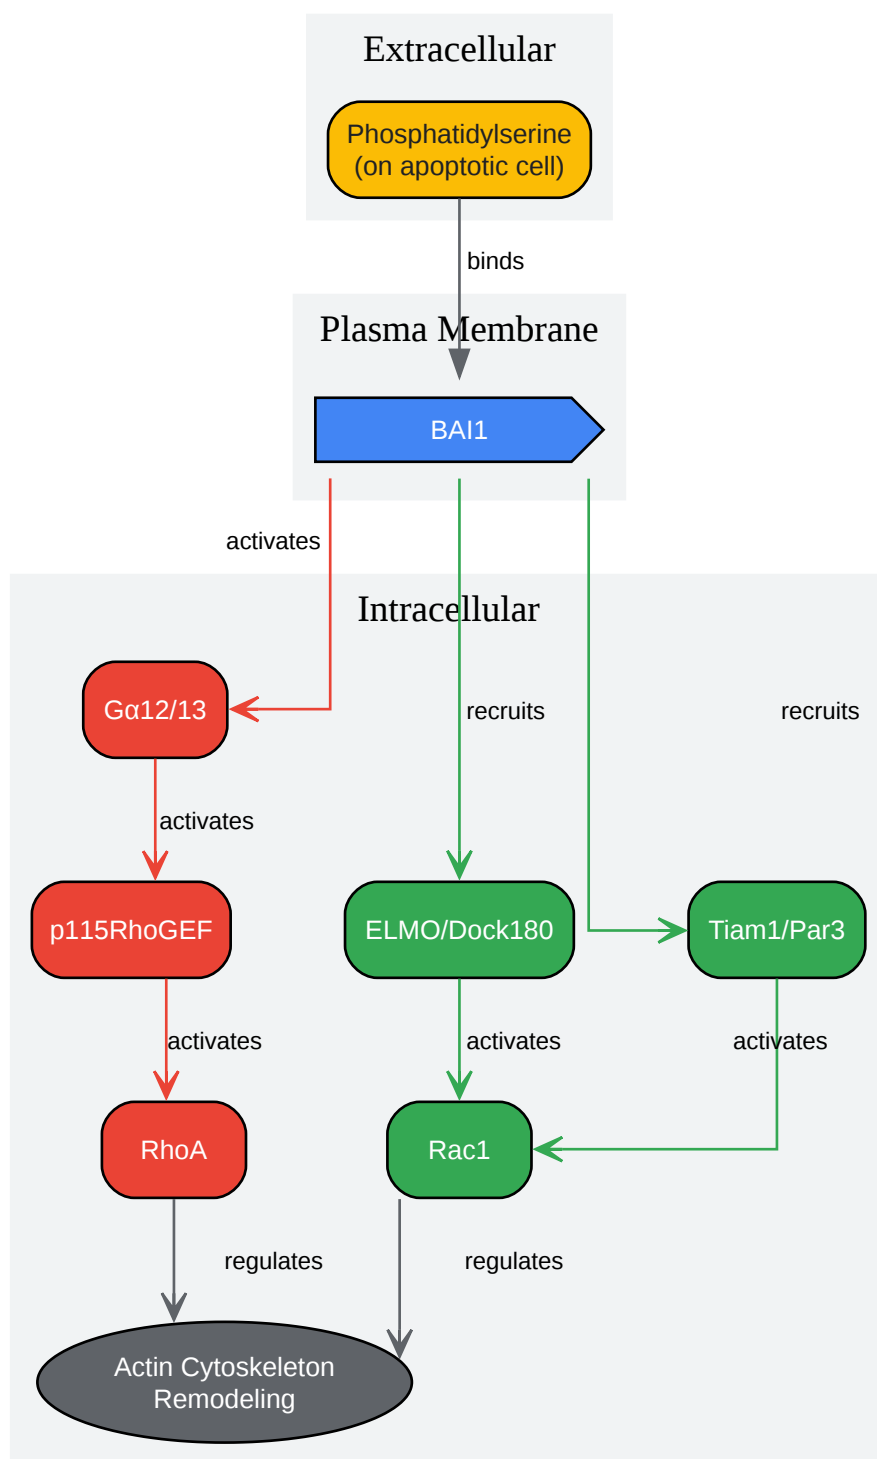 Extracellular
Phosphatidylserine
(on apoptotic cell)
binds
Plasma Membrane
BAI1
activates
Intracellular
Gα12/13
recruits
recruits
activates
p115RhoGEF
ELMO/Dock180
Tiam1/Par3
activates
activates
activates
RhoA
Rac1
regulates
regulates
Actin Cytoskeleton
Remodeling